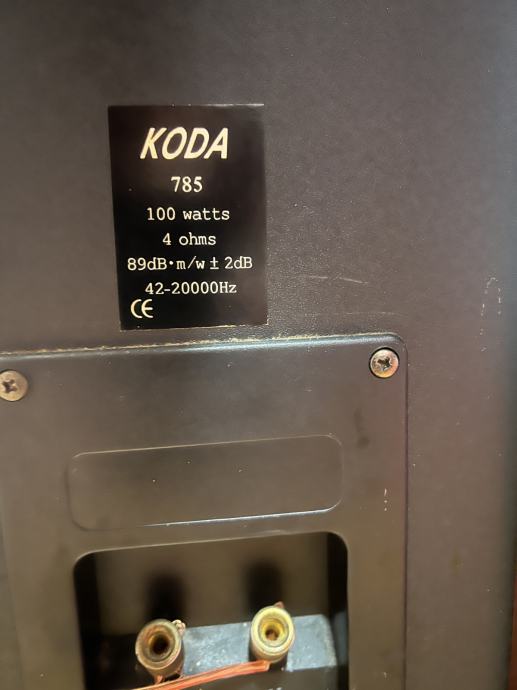 KODA
785
100 watts
4 ohms
89dB·m/w ± 2dB
42-20000Hz
CE